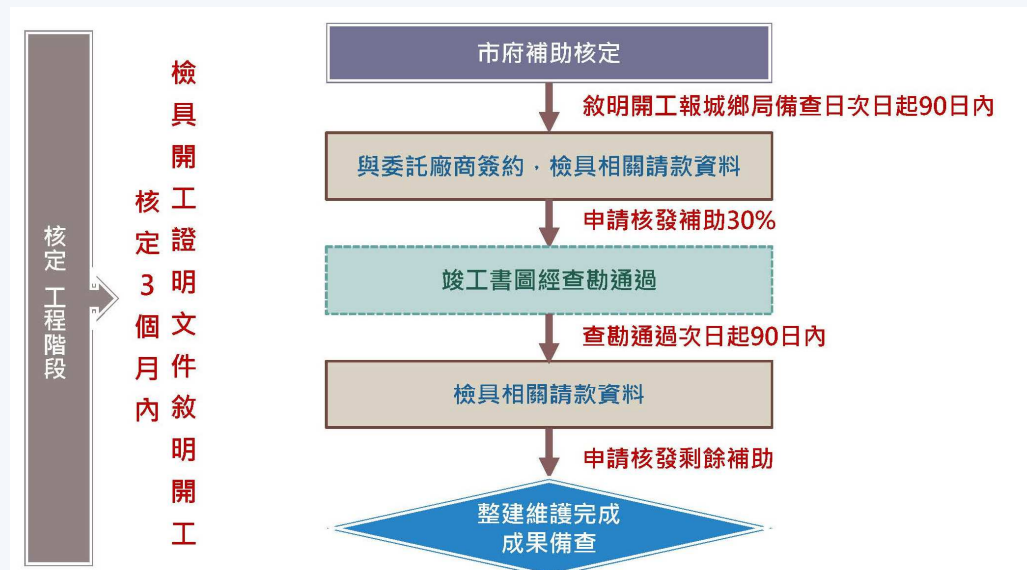 核定 工程階段
核定3個月內
檢具開工證明文件敘明開工
市府補助核定
敘明開工報城鄉局備查日次日起90日內
與委託廠商簽約，檢具相關請款資料
申請核發補助30%
竣工書圖經查勘通過
查勘通過次日起90日內
檢具相關請款資料
申請核發剩餘補助
整建維護完成
成果備查